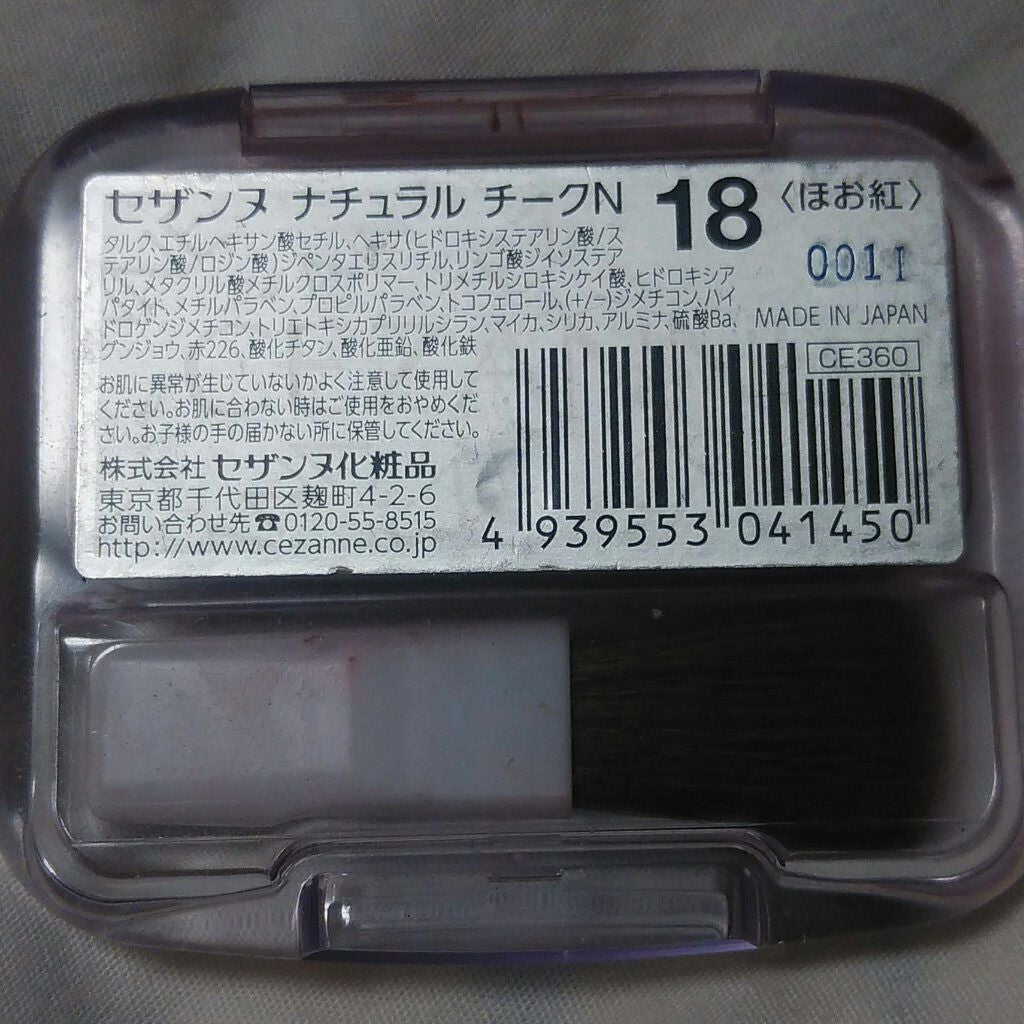 セザンヌ ナチュラル チークN 18 〈ほお紅〉
タルク、エチルヘキサン酸セチル、ヘキサ(ヒドロキシステアリン酸/ス
テアリン酸/ロジン酸)ジペンタエリスリチル、リンゴ酸ジイソステア
リル、メタクリル酸メチルクロスポリマー、トリメチルシロキシケイ酸、ヒドロキシア
パタイト、メチルパラベン、プロピルパラベン、トコフェロール、(+/−)ジメチコン、ハイ
ドロゲンジメチコン、トリエトキシカプリリルシラン、マイカ、シリカ、アルミナ、硫酸Ba、
グンジョウ、赤226、酸化チタン、酸化亜鉛、酸化鉄
001I
MADE IN JAPAN
CE360
お肌に異常が生じていないかよく注意して使用して
ください。お肌に合わない時はご使用をおやめくだ
さい。お子様の手の届かない所に保管してください。
株式会社 セザンヌ化粧品
東京都千代田区麹町4-2-6
お問い合わせ先 ☎0120-55-8515
http://www.cezanne.co.jp
4 939553 041450